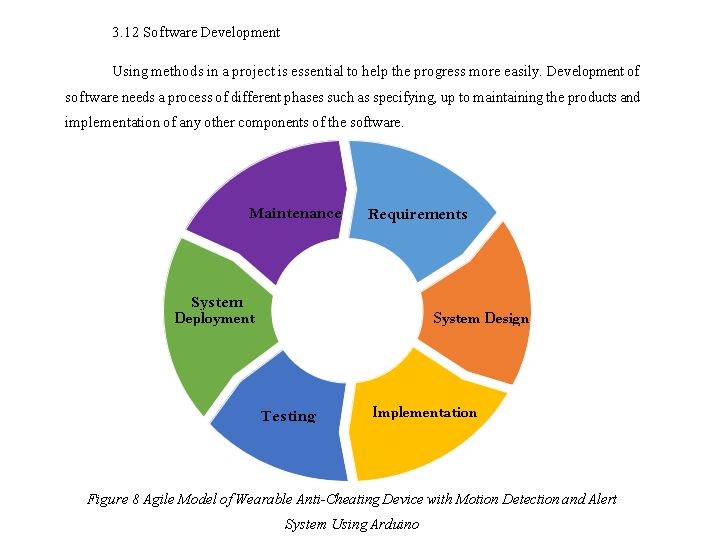 3.12 Software Development
Using methods in a project is essential to help the progress more easily. Development of
software needs a process of different phases such as specifying, up to maintaining the products and
implementation of any other components of the software.
Maintenance
Requirements
System
Deployment
System Design
Testing
Implementation
Figure 8 Agile Model of Wearable Anti-Cheating Device with Motion Detection and Alert
System Using Arduino